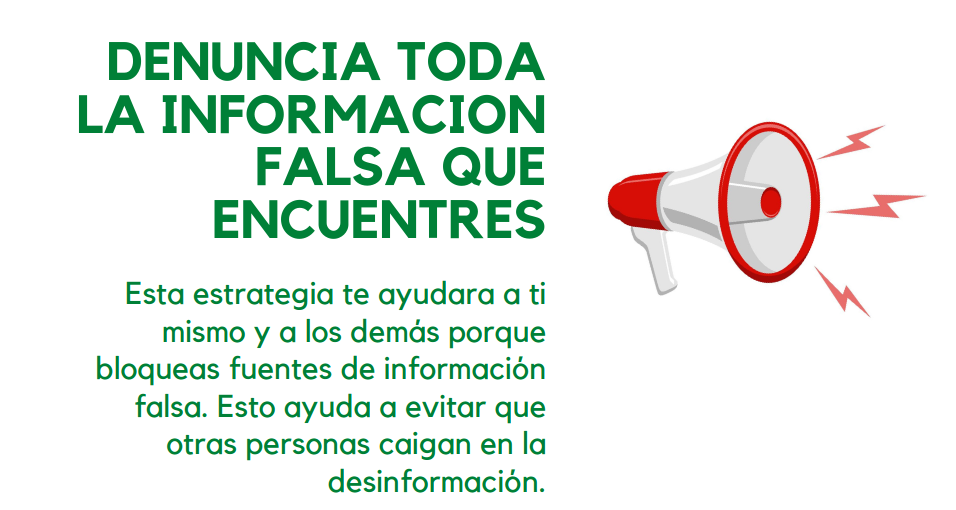 DENUNCIA TODA
LA INFORMACION
FALSA QUE
ENCUENTRES
Esta estrategia te ayudara a ti
mismo y a los demás porque
bloqueas fuentes de información
falsa. Esto ayuda a evitar que
otras personas caigan en la
desinformación.